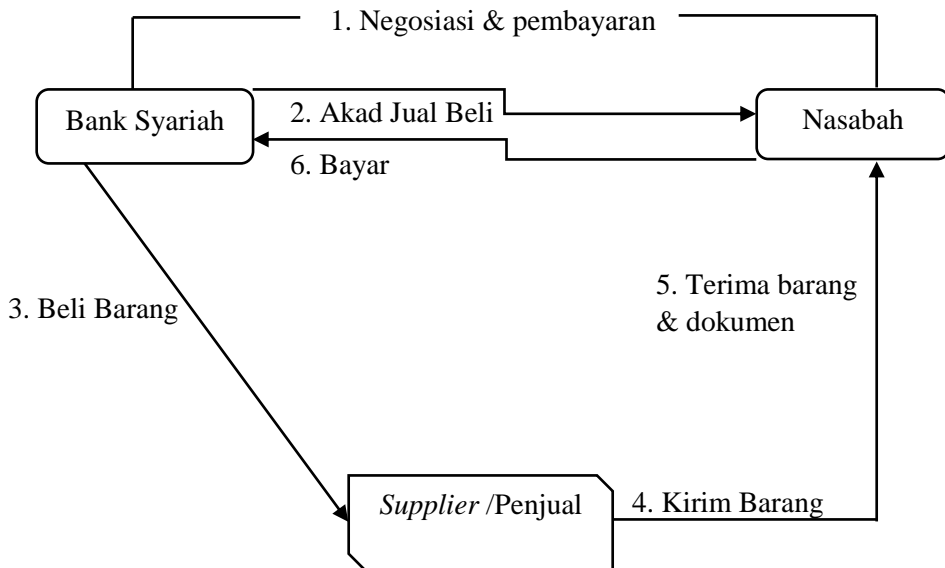 1. Negosiasi & pembayaran
Bank Syariah
2. Akad Jual Beli
Nasabah
6. Bayar
3. Beli Barang
5. Terima barang
& dokumen
Supplier /Penjual
4. Kirim Barang